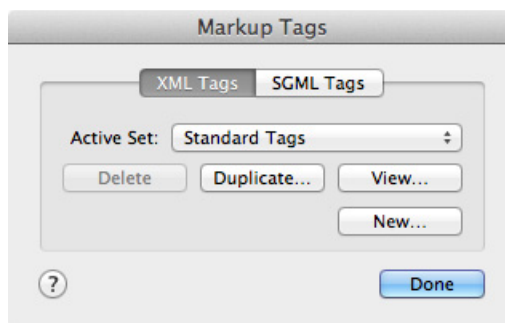 Markup Tags
XML Tags SGML Tags
Active Set: Standard Tags
Delete Duplicate... View...
New...
? Done